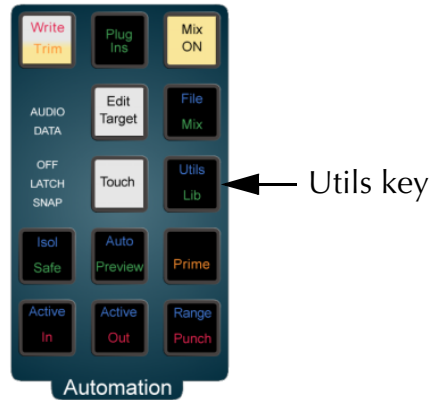 Write
Trim
Plug
Ins
Mix
ON
AUDIO
DATA
Edit
Target
File
Mix
OFF
LATCH
SNAP
Touch
Utils
Lib
Utils key
Isol
Safe
Auto
Preview
Prime
Active
In
Active
Out
Range
Punch
Automation